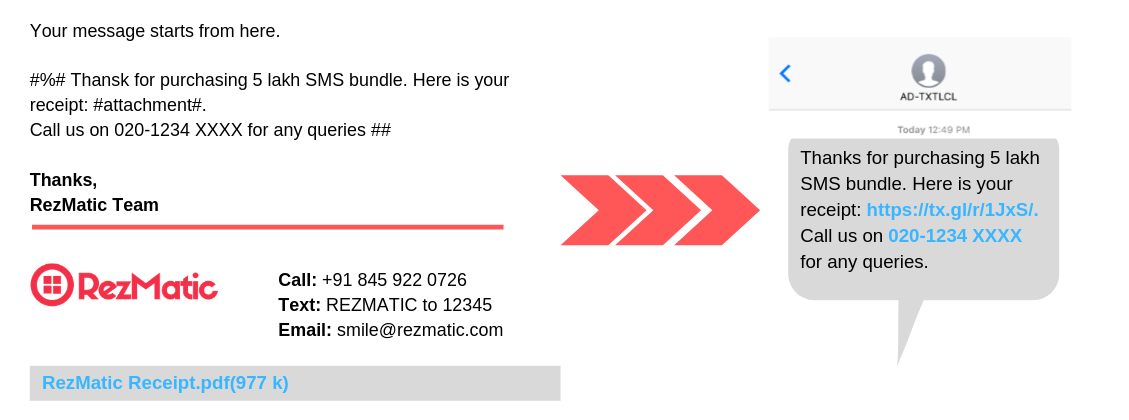 Your message starts from here.
#%# Thansk for purchasing 5 lakh SMS bundle. Here is your
receipt: #attachment#.
Call us on 020-1234 XXXX for any queries ##
Thanks,
RezMatic Team
RezMatic
Call: +91 845 922 0726
Text: REZMATIC to 12345
Email: smile@rezmatic.com
RezMatic Receipt.pdf(977 k)
AD-TXTLCL
Today 12:49 PM
Thanks for purchasing 5 lakh
SMS bundle. Here is your
receipt: https://tx.gl/r/1JxS/.
Call us on 020-1234 XXXX
for any queries.